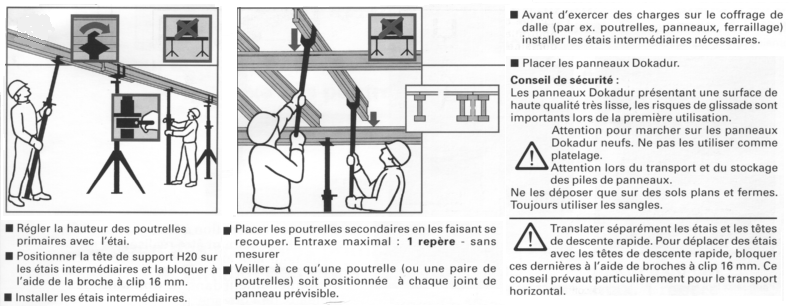 ■ Régler la hauteur des poutrelles
primaires avec l'étai.
■ Positionner la tête de support H20 sur
les étais intermédiaires et la bloquer à
l'aide de la broche à clip 16 mm.
■ Installer les étais intermédiaires.
■ Placer les poutrelles secondaires en les faisant se
recouper. Entraxe maximal : 1 repère - sans
mesurer
■ Veiller à ce qu'une poutrelle (ou une paire de
poutrelles) soit positionnée à chaque joint de
panneau prévisible.
■ Avant d'exercer des charges sur le coffrage de
dalle (par ex. poutrelles, panneaux, ferraillage)
installer les étais intermédiaires nécessaires.
■ Placer les panneaux Dokadur.
Conseil de sécurité :
Les panneaux Dokadur présentant une surface de
haute qualité très lisse, les risques de glissade sont
importants lors de la première utilisation.
Attention pour marcher sur les panneaux
Dokadur neufs. Ne pas les utiliser comme
platelage.
Attention lors du transport et du stockage
des piles de panneaux.
Ne les déposer que sur des sols plans et fermes.
Toujours utiliser les sangles.
Translater séparément les étais et les têtes
de descente rapide. Pour déplacer des étais
avec les têtes de descente rapide, bloquer
ces dernières à l'aide de broches à clip 16 mm. Ce
conseil prévaut particulièrement pour le transport
horizontal.